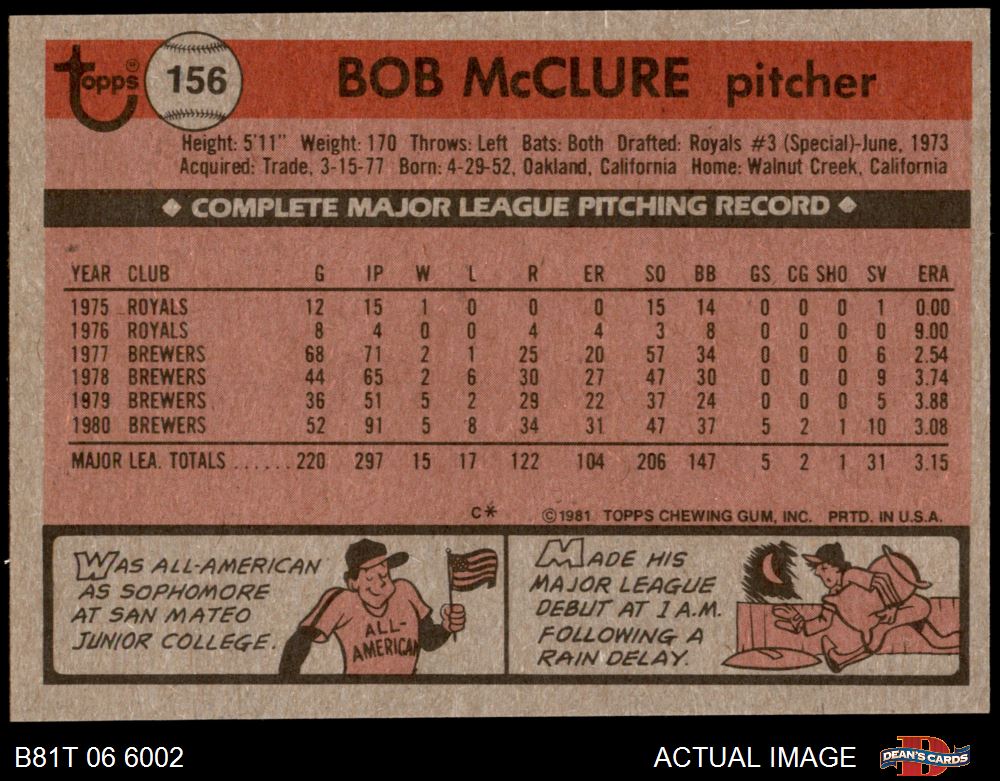 Topps® 156 BOB McCLURE pitcher
Height: 5'11" Weight: 170 Throws: Left Bats: Both Drafted: Royals #3 (Special)-June, 1973
Acquired: Trade, 3-15-77 Born: 4-29-52, Oakland, California Home: Walnut Creek, California
◆ COMPLETE MAJOR LEAGUE PITCHING RECORD ◆
YEAR CLUB G IP W L R ER SO BB GS CG SHO SV ERA
1975 ROYALS 12 15 1 0 0 0 15 14 0 0 0 1 0.00
1976 ROYALS 8 4 0 0 4 4 3 8 0 0 0 0 9.00
1977 BREWERS 68 71 2 1 25 20 57 34 0 0 0 6 2.54
1978 BREWERS 44 65 2 6 30 27 47 30 0 0 0 9 3.74
1979 BREWERS 36 51 5 2 29 22 37 24 0 0 0 5 3.88
1980 BREWERS 52 91 5 8 34 31 47 37 5 2 1 10 3.08
MAJOR LEA. TOTALS ...... 220 297 15 17 122 104 206 147 5 2 1 31 3.15
C* ©1981 TOPPS CHEWING GUM, INC. PRTD. IN U.S.A.
WAS ALL-AMERICAN
AS SOPHOMORE
AT SAN MATEO
JUNIOR COLLEGE.
ALL-
AMERICAN
MADE HIS
MAJOR LEAGUE
DEBUT AT 1 A.M.
FOLLOWING A
RAIN DELAY.
B81T 06 6002 ACTUAL IMAGE DEAN'S CARDS